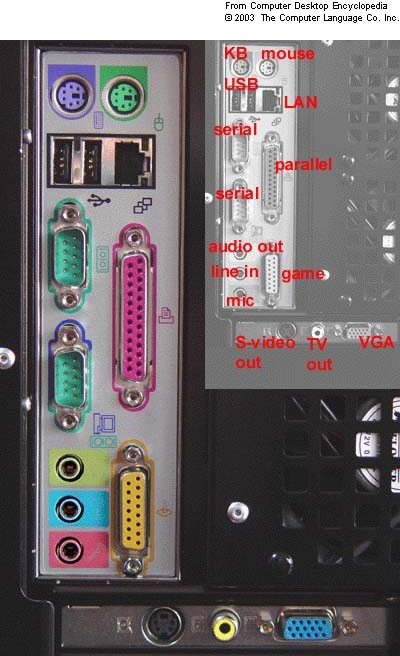 From Computer Desktop Encyclopedia
© 2003 The Computer Language Co. Inc.
KB mouse
USB
LAN
serial
parallel
serial
audio out
line in
game
mic
S-video out
TV out
VGA